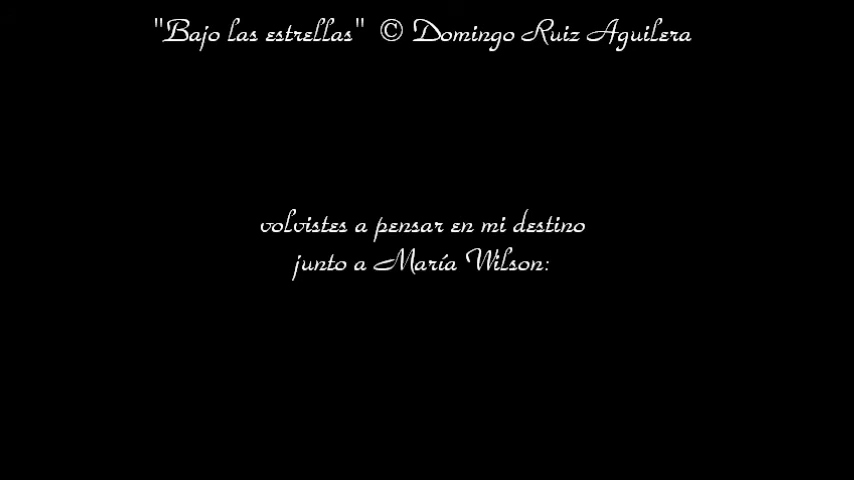 "Bajo las estrellas" © Domingo Ruiz Aguilera
volvistes a pensar en mi destino
junto a María Wilson: